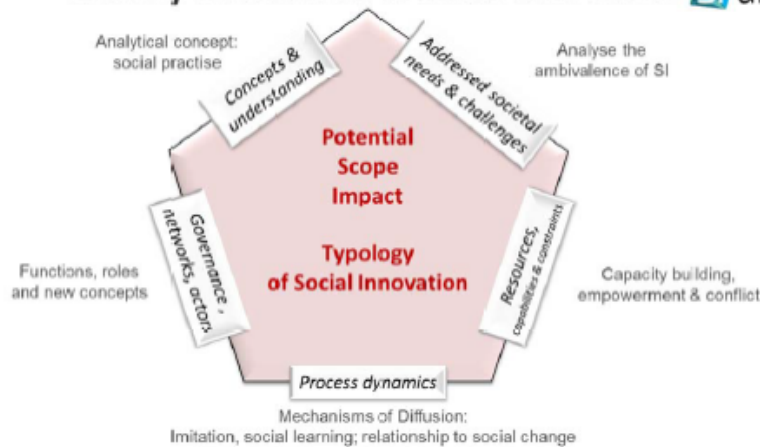 Analytical concept:
social practise
Concepts &
understanding
Addressed societal
needs & challenges
Analyse the
ambivalence of SI
Potential
Scope
Impact
Typology
of Social Innovation
Governance ,
networks, actors
Functions, roles
and new concepts
Resources,
capabilities & constraints
Capacity building,
empowerment & conflict
Process dynamics
Mechanisms of Diffusion:
Imitation, social learning; relationship to social change